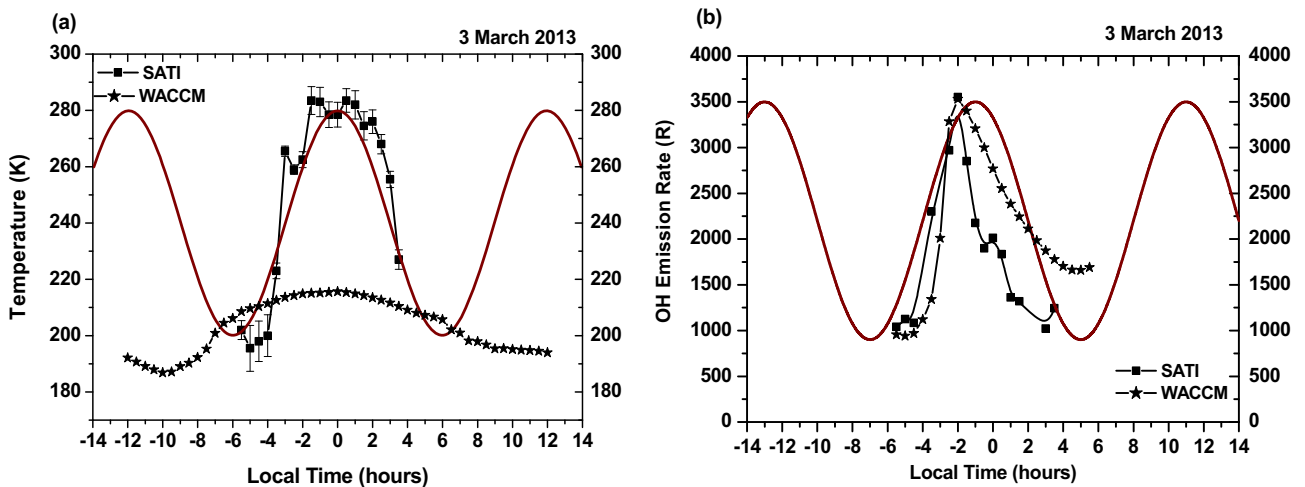 (a)
3 March 2013
300
280
260
240
220
200
180
300
280
260
240
220
200
180
SATI
WACCM
Temperature (K)
-14 -12 -10 -8 -6 -4 -2 0 2 4 6 8 10 12 14
Local Time (hours)
(b)
3 March 2013
4000
3500
3000
2500
2000
1500
1000
500
0
4000
3500
3000
2500
2000
1500
1000
500
0
OH Emission Rate (R)
SATI
WACCM
-14 -12 -10 -8 -6 -4 -2 0 2 4 6 8 10 12 14
Local Time (hours)